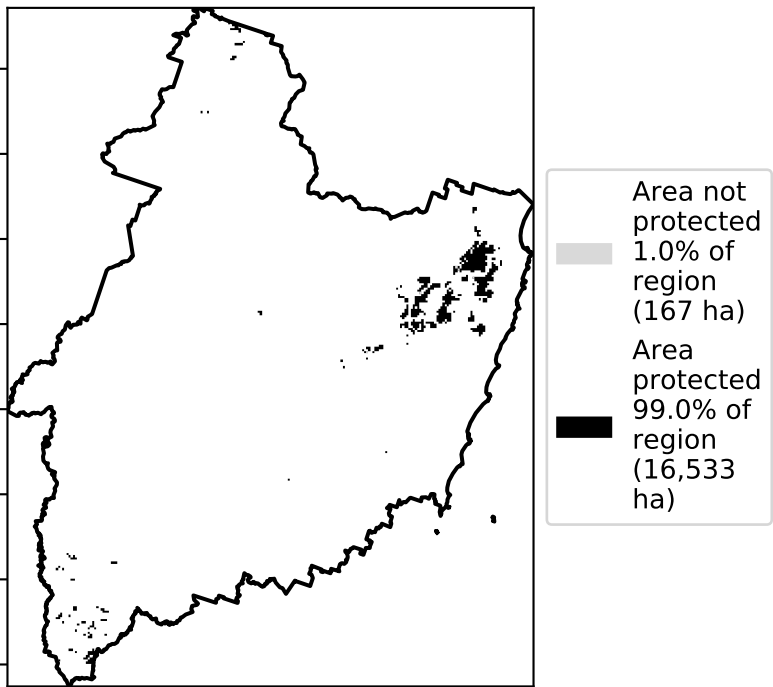 Area not
protected
1.0% of
region
(167 ha)
Area
protected
99.0% of
region
(16,533
ha)